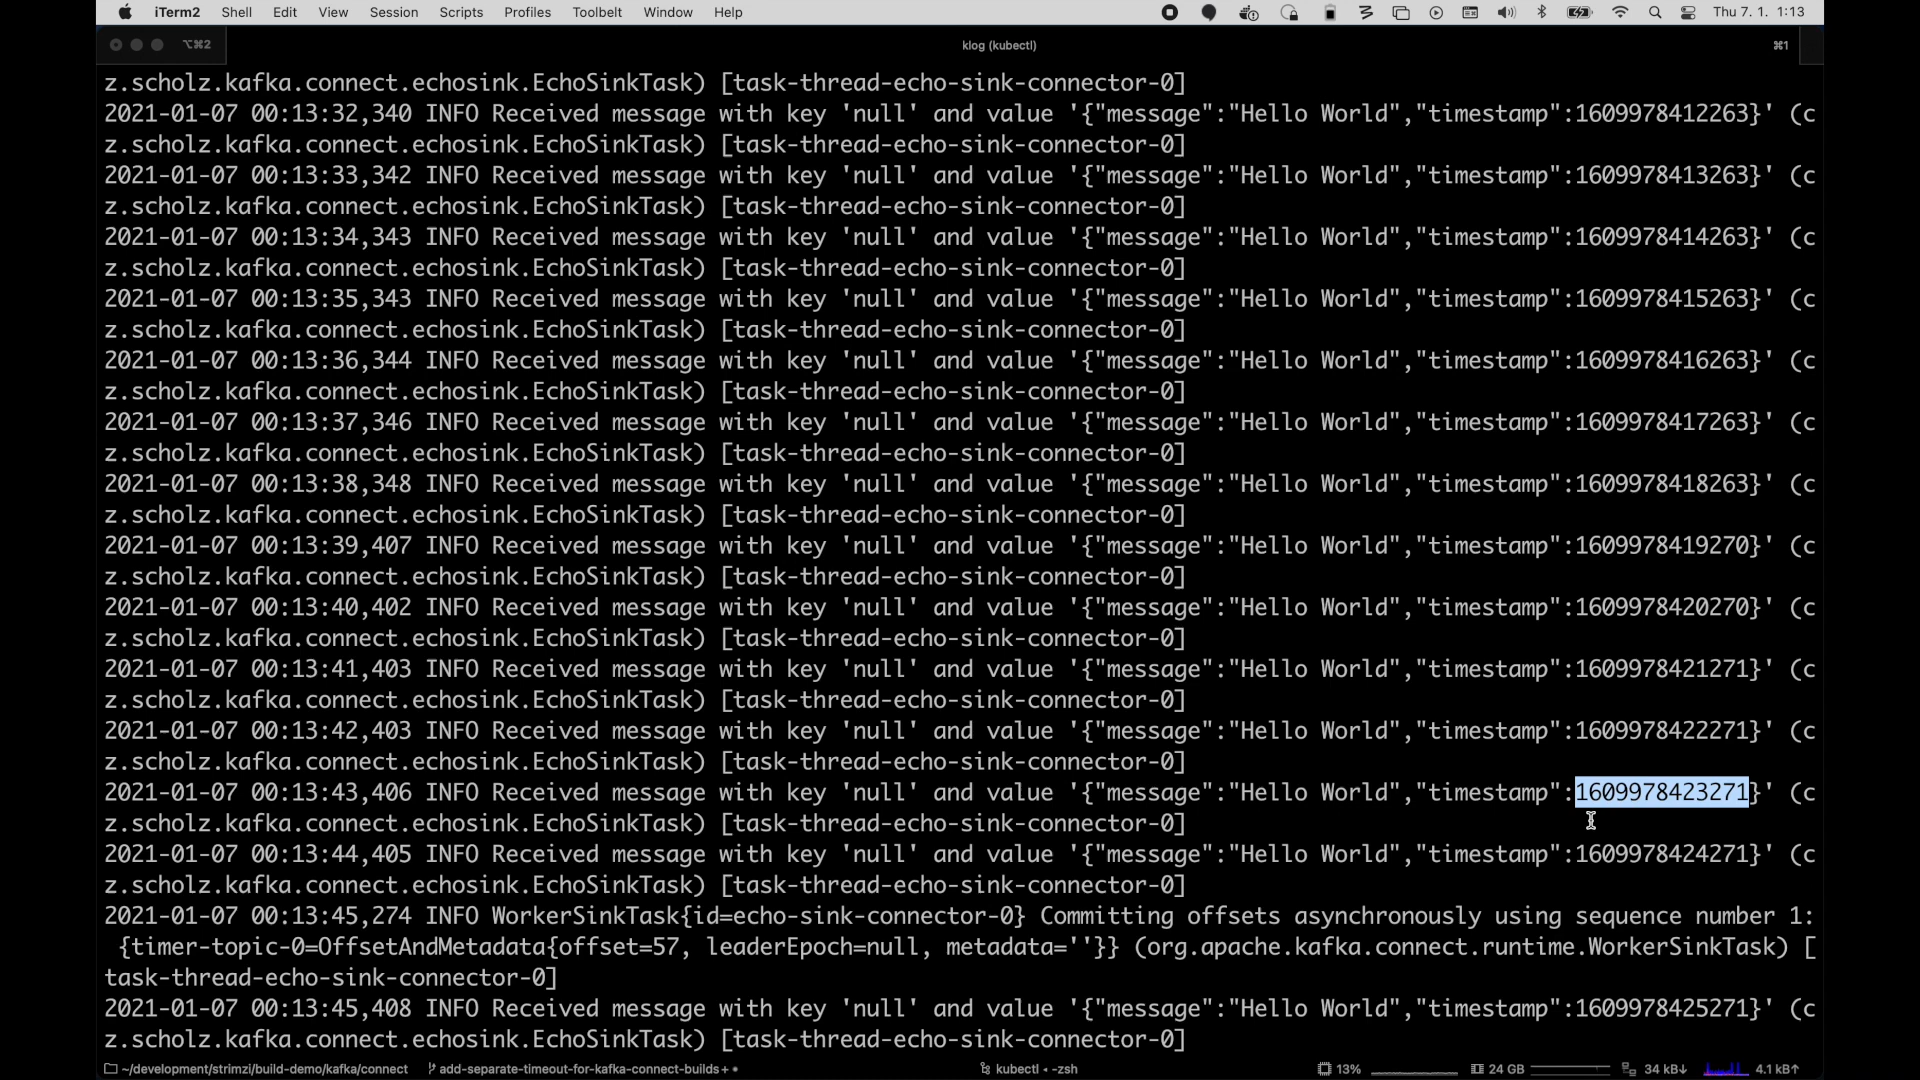 iTerm2 Shell Edit View Session Scripts Profiles Toolbelt Window Help Thu 7. 1. 1:13
⌥⌘2 klog (kubectl) ⌘1
z.scholz.kafka.connect.echosink.EchoSinkTask) [task-thread-echo-sink-connector-0]
2021-01-07 00:13:32,340 INFO Received message with key 'null' and value '{"message":"Hello World","timestamp":1609978412263}' (c
z.scholz.kafka.connect.echosink.EchoSinkTask) [task-thread-echo-sink-connector-0]
2021-01-07 00:13:33,342 INFO Received message with key 'null' and value '{"message":"Hello World","timestamp":1609978413263}' (c
z.scholz.kafka.connect.echosink.EchoSinkTask) [task-thread-echo-sink-connector-0]
2021-01-07 00:13:34,343 INFO Received message with key 'null' and value '{"message":"Hello World","timestamp":1609978414263}' (c
z.scholz.kafka.connect.echosink.EchoSinkTask) [task-thread-echo-sink-connector-0]
2021-01-07 00:13:35,343 INFO Received message with key 'null' and value '{"message":"Hello World","timestamp":1609978415263}' (c
z.scholz.kafka.connect.echosink.EchoSinkTask) [task-thread-echo-sink-connector-0]
2021-01-07 00:13:36,344 INFO Received message with key 'null' and value '{"message":"Hello World","timestamp":1609978416263}' (c
z.scholz.kafka.connect.echosink.EchoSinkTask) [task-thread-echo-sink-connector-0]
2021-01-07 00:13:37,346 INFO Received message with key 'null' and value '{"message":"Hello World","timestamp":1609978417263}' (c
z.scholz.kafka.connect.echosink.EchoSinkTask) [task-thread-echo-sink-connector-0]
2021-01-07 00:13:38,348 INFO Received message with key 'null' and value '{"message":"Hello World","timestamp":1609978418263}' (c
z.scholz.kafka.connect.echosink.EchoSinkTask) [task-thread-echo-sink-connector-0]
2021-01-07 00:13:39,407 INFO Received message with key 'null' and value '{"message":"Hello World","timestamp":1609978419270}' (c
z.scholz.kafka.connect.echosink.EchoSinkTask) [task-thread-echo-sink-connector-0]
2021-01-07 00:13:40,402 INFO Received message with key 'null' and value '{"message":"Hello World","timestamp":1609978420270}' (c
z.scholz.kafka.connect.echosink.EchoSinkTask) [task-thread-echo-sink-connector-0]
2021-01-07 00:13:41,403 INFO Received message with key 'null' and value '{"message":"Hello World","timestamp":1609978421271}' (c
z.scholz.kafka.connect.echosink.EchoSinkTask) [task-thread-echo-sink-connector-0]
2021-01-07 00:13:42,403 INFO Received message with key 'null' and value '{"message":"Hello World","timestamp":1609978422271}' (c
z.scholz.kafka.connect.echosink.EchoSinkTask) [task-thread-echo-sink-connector-0]
2021-01-07 00:13:43,406 INFO Received message with key 'null' and value '{"message":"Hello World","timestamp":1609978423271}' (c
z.scholz.kafka.connect.echosink.EchoSinkTask) [task-thread-echo-sink-connector-0]
2021-01-07 00:13:44,405 INFO Received message with key 'null' and value '{"message":"Hello World","timestamp":1609978424271}' (c
z.scholz.kafka.connect.echosink.EchoSinkTask) [task-thread-echo-sink-connector-0]
2021-01-07 00:13:45,274 INFO WorkerSinkTask{id=echo-sink-connector-0} Committing offsets asynchronously using sequence number 1:
{timer-topic-0=OffsetAndMetadata{offset=57, leaderEpoch=null, metadata=''}} (org.apache.kafka.connect.runtime.WorkerSinkTask) [
task-thread-echo-sink-connector-0]
2021-01-07 00:13:45,408 INFO Received message with key 'null' and value '{"message":"Hello World","timestamp":1609978425271}' (c
z.scholz.kafka.connect.echosink.EchoSinkTask) [task-thread-echo-sink-connector-0]
~/development/strimzi/build-demo/kafka/connect add-separate-timeout-for-kafka-connect-builds + • kubectl ◂ -zsh 13% 24 GB 34 kB↓ 4.1 kB↑